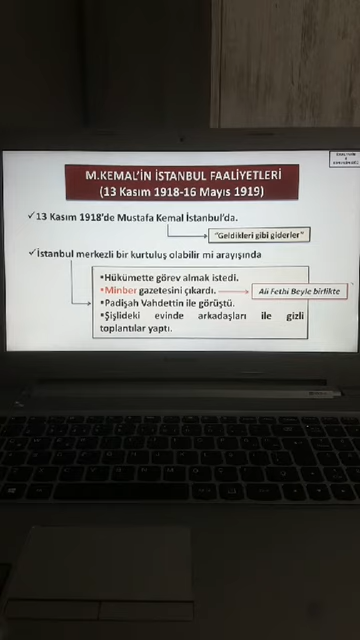 M.KEMAL'İN İSTANBUL FAALİYETLERİ
(13 Kasım 1918-16 Mayıs 1919)
✓13 Kasım 1918'de Mustafa Kemal İstanbul'da.
"Geldikleri gibi giderler"
✓İstanbul merkezli bir kurtuluş olabilir mi arayışında
▪Hükümette görev almak istedi.
▪Minber gazetesini çıkardı.
Ali Fethi Beyle birlikte
▪Padişah Vahdettin ile görüştü.
▪Şişlideki evinde arkadaşları ile gizli
toplantılar yaptı.